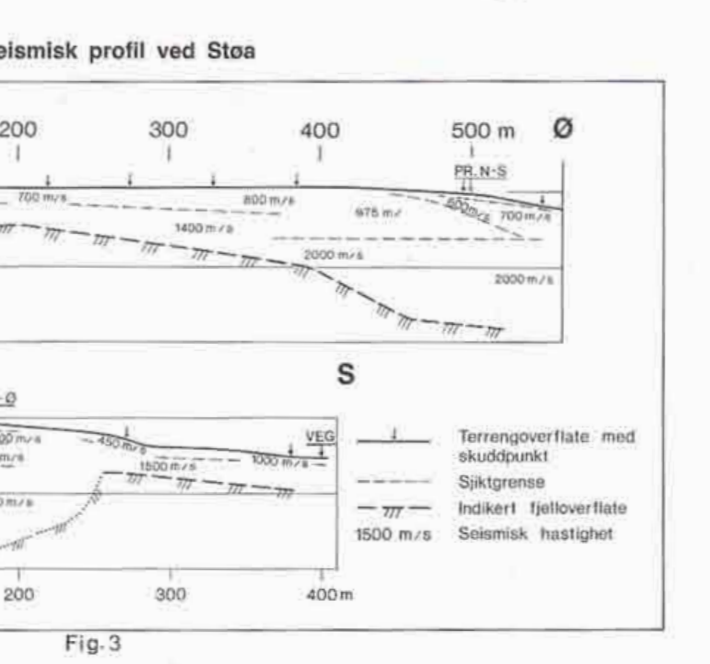 eismisk profil ved Støa
200 300 400 500 m Ø
PR. N-S
700 m/s 800 m/s 975 m/ 600m/s 700 m/s
1400 m/s
2000 m/s
2000 m/s
S
-Ø
VEG
450 m/s
m/s 1500 m/s 1000 m/s
m/s
Terrengoverflate med
skuddpunkt
Sjiktgrense
Indikert fjelloverflate
1500 m/s Seismisk hastighet
200 300 400 m
Fig. 3